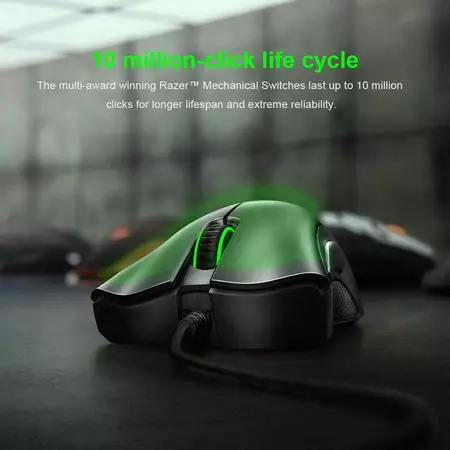 10 million-click life cycle
The multi-award winning Razer™ Mechanical Switches last up to 10 million
clicks for longer lifespan and extreme reliability.